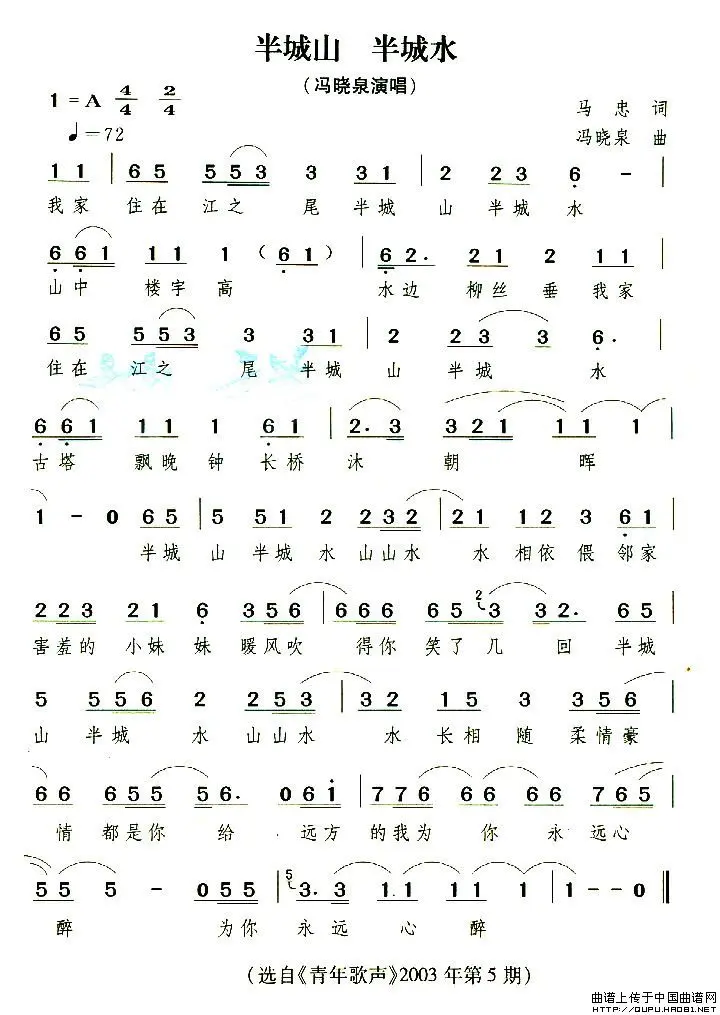 半城山　半城水
（冯晓泉演唱）
1 = A 4/4 2/4
马 忠 词
♩=72
冯晓泉 曲
1 1 | 6 5 5 5 3 3 3 1 | 2 2 3 6 - |
我家 住在 江之 尾 半城 山 半城 水
6 6 1 1 1 1 ( 6 1 ) | 6 2 . 2 1 2 1 1 |
山中 楼宇 高 水边 柳丝 垂 我家
6 5 5 5 3 3 3 1 | 2 2 3 3 6 . |
住在 江之 尾 半城 山 半城 水
6 6 1 1 1 1 6 1 | 2 . 3 3 2 1 1 1 1 |
古塔 飘晚 钟 长桥 沐 朝 晖
1 - 0 6 5 | 5 5 1 2 2 3 2 | 2 1 1 2 3 6 1 |
半城 山 半城 水 山山水 水 相依 偎 邻家
2 2 3 2 1 6 3 5 6 | 6 6 6 6 5 2 3 3 2 . 6 5 |
害羞的 小妹 妹 暖风吹 得你 笑了 几 回 半城
5 5 5 6 2 2 5 3 | 3 2 1 5 3 3 5 6 |
山 半城 水 山山水 水 长相 随 柔情豪
6 6 6 5 5 5 6 . 0 6 1 | 7 7 6 6 6 6 6 7 6 5 |
情 都是你 给 远方 的我为 你 永 远心
5 5 5 - 0 5 5 | 5 3 . 3 1 . 1 1 1 1 | 1 - - 0 ‖
醉 为你 永 远 心 醉
（选自《青年歌声》2003 年第 5 期）
曲谱上传于中国曲谱网
http://QUPU.HAO81.NET